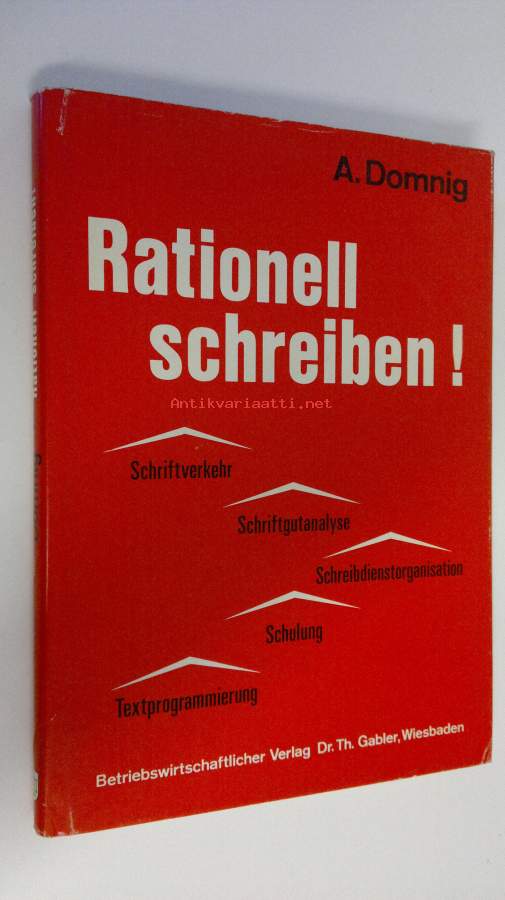 A. Domnig
Rationell
schreiben!
Antikvariaatti.net
Schriftverkehr
Schriftgutanalyse
Schreibdienstorganisation
Schulung
Textprogrammierung
Betriebswirtschaftlicher Verlag Dr. Th. Gabler, Wiesbaden